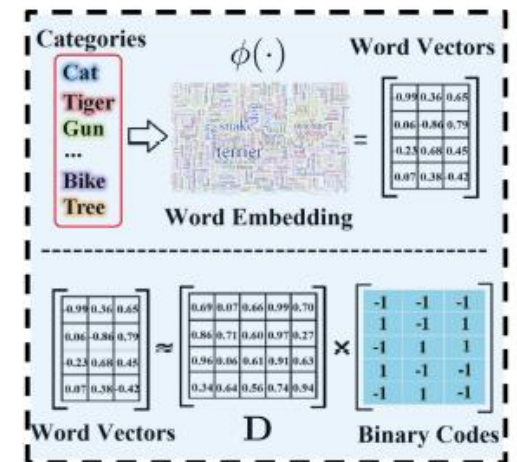 Categories
Cat
Tiger
Gun
...
Bike
Tree
ϕ(·)
snake
terrier
Word Embedding
=
Word Vectors
-0.99 0.36 0.65
0.06 -0.86 0.79
-0.23 0.68 0.45
0.07 0.38 -0.42
-0.99 0.36 0.65
0.06 -0.86 0.79
-0.23 0.68 0.45
0.07 0.38 -0.42
Word Vectors
≈
0.69 0.07 0.66 0.99 0.70
0.86 0.71 0.60 0.97 0.27
0.96 0.06 0.61 0.91 0.63
0.34 0.64 0.56 0.74 0.94
D
×
-1 -1 -1
1 -1 1
-1 1 1
1 -1 -1
-1 1 -1
Binary Codes